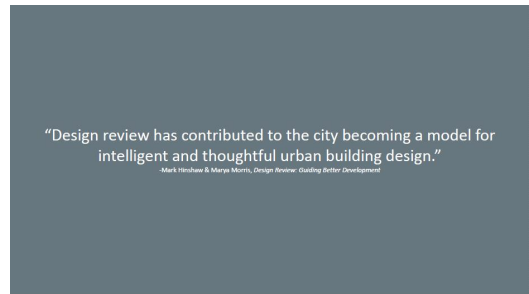 “Design review has contributed to the city becoming a model for
intelligent and thoughtful urban building design.”
-Mark Hinshaw & Marya Morris, Design Review: Guiding Better Development